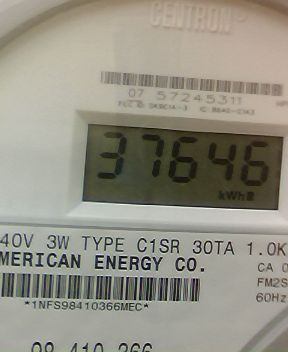 CENTRON®
07 57245311
37646
kWh
40V 3W TYPE C1SR 30TA 1.0K
MERICAN ENERGY CO.
CA 0
FM2S
60Hz
*1NFS98410366MEC*
98 410 366